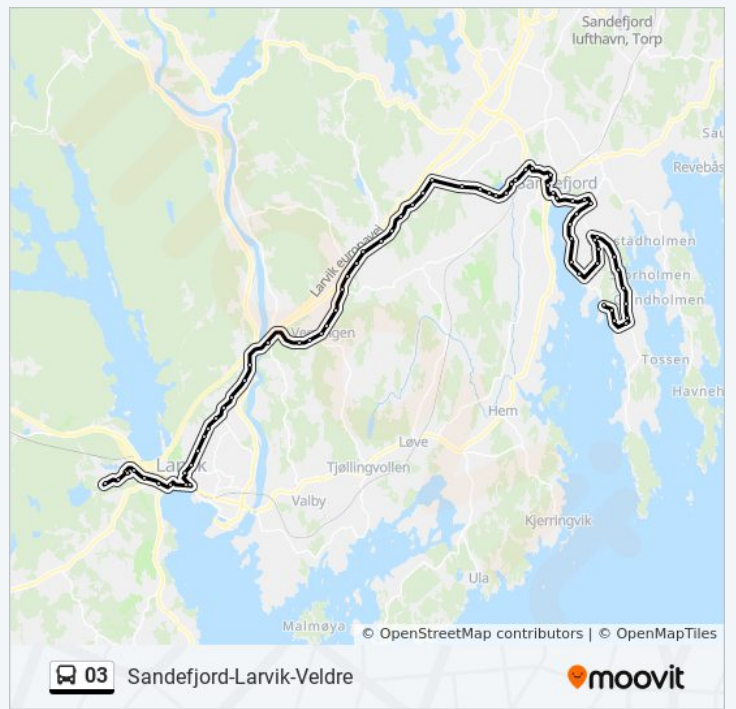 Sandefjord
lufthavn, Torp
Sau
Revebås
Sandefjord
stadholmen
orholmen
ndholmen
Larvik europavei
Tossen
Havneh
Hem
Løve
Tjøllingvollen
Larvik
Valby
Kjerringvik
Ula
Malmøya
© OpenStreetMap contributors | © OpenMapTiles
03 Sandefjord-Larvik-Veldre
moovit